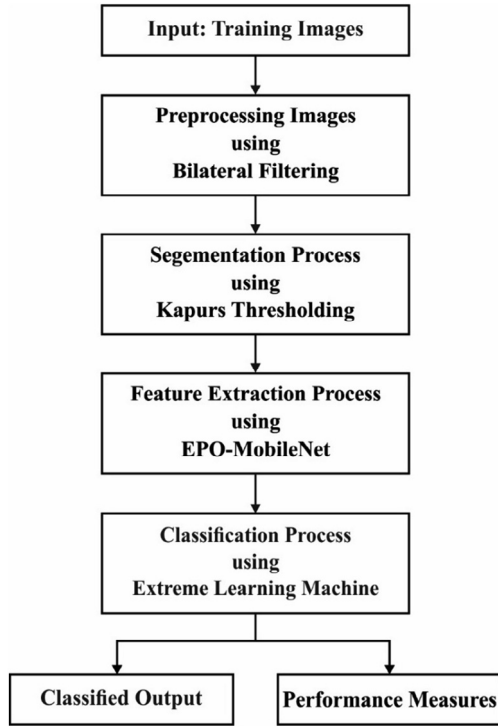 Input: Training Images
Preprocessing Images
using
Bilateral Filtering
Segementation Process
using
Kapurs Thresholding
Feature Extraction Process
using
EPO-MobileNet
Classification Process
using
Extreme Learning Machine
Classified Output
Performance Measures